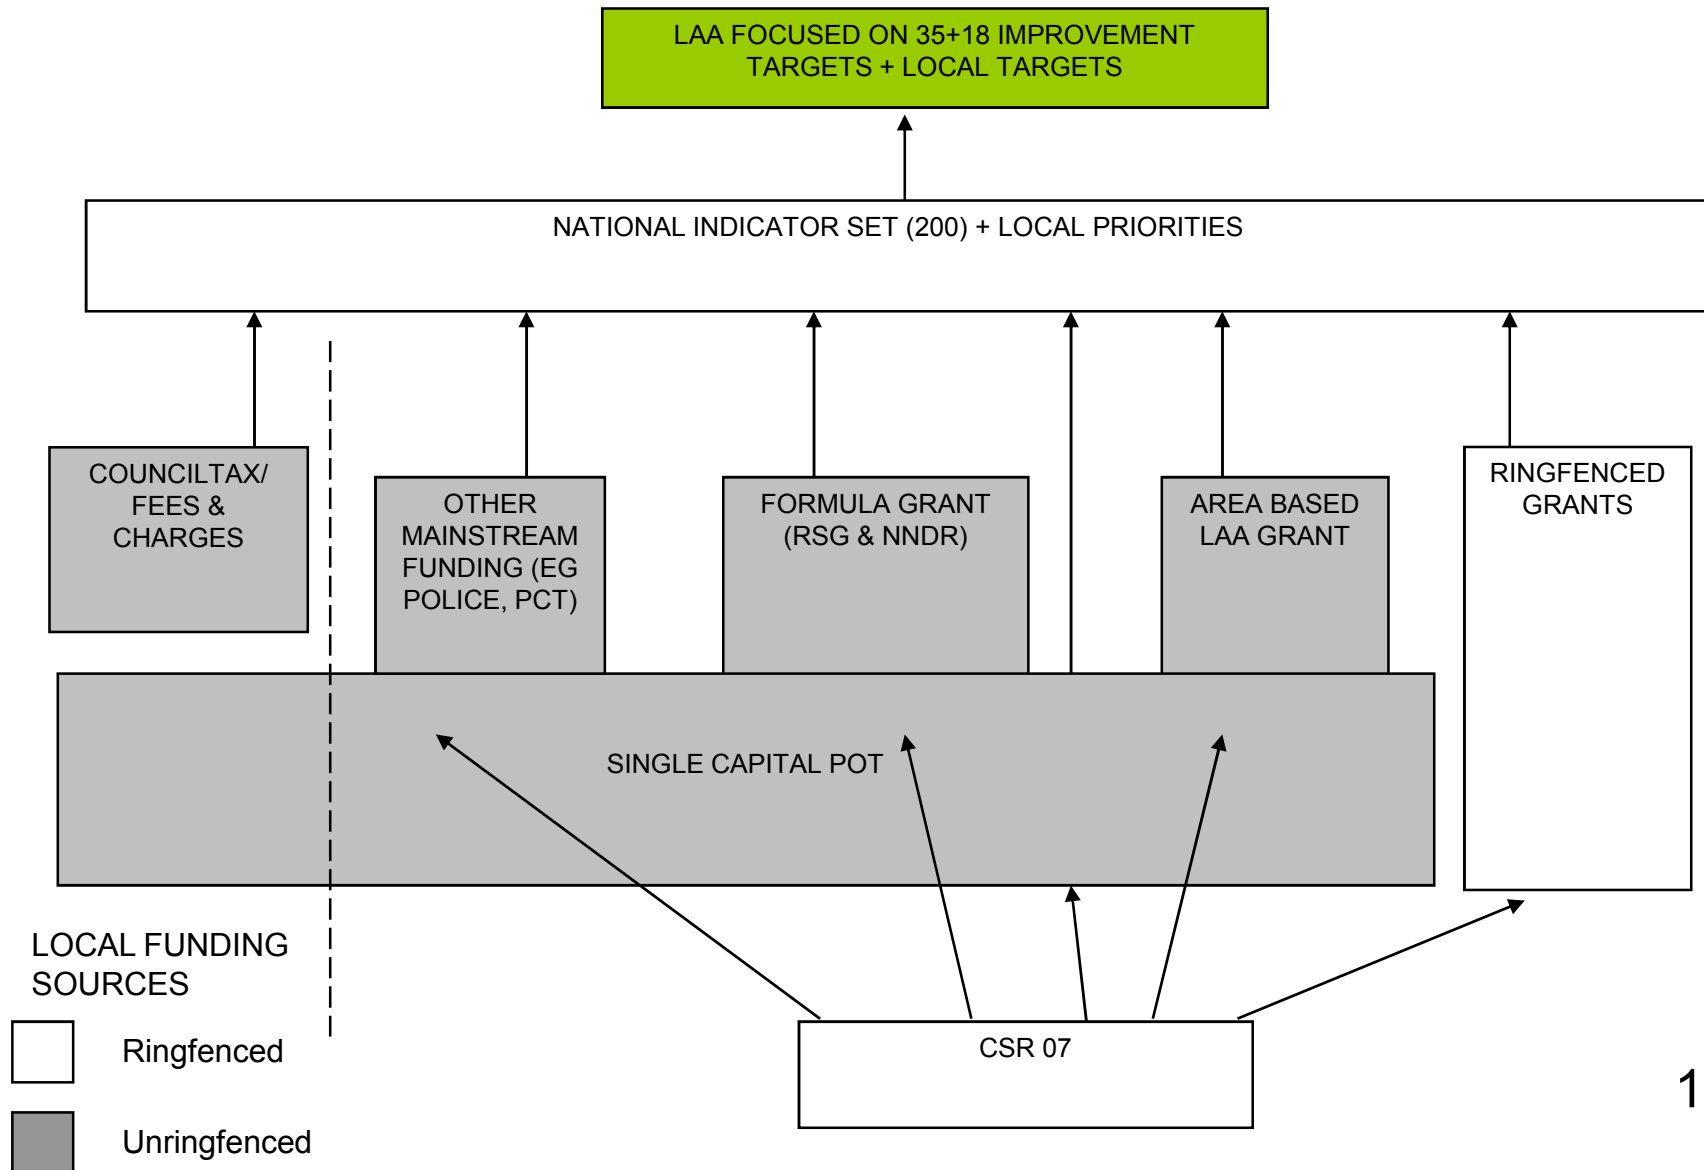 LAA FOCUSED ON 35+18 IMPROVEMENT
TARGETS + LOCAL TARGETS
NATIONAL INDICATOR SET (200) + LOCAL PRIORITIES
COUNCILTAX/
FEES &
CHARGES
OTHER
MAINSTREAM
FUNDING (EG
POLICE, PCT)
FORMULA GRANT
(RSG & NNDR)
AREA BASED
LAA GRANT
RINGFENCED
GRANTS
SINGLE CAPITAL POT
LOCAL FUNDING
SOURCES
Ringfenced
Unringfenced
CSR 07
1